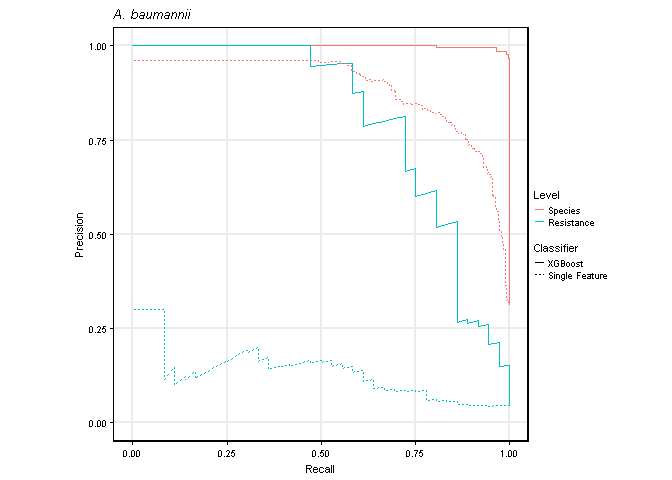 A. baumannii
1.00
0.75
0.50
0.25
0.00
Precision
0.00 0.25 0.50 0.75 1.00
Recall
Level
Species
Resistance
Classifier
XGBoost
Single Feature